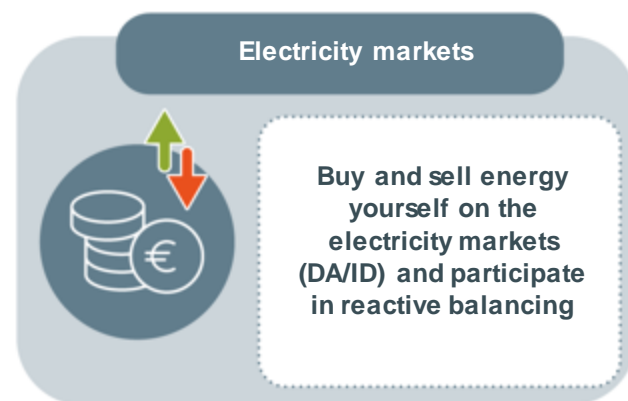 Electricity markets
Buy and sell energy
yourself on the
electricity markets
(DA/ID) and participate
in reactive balancing
€